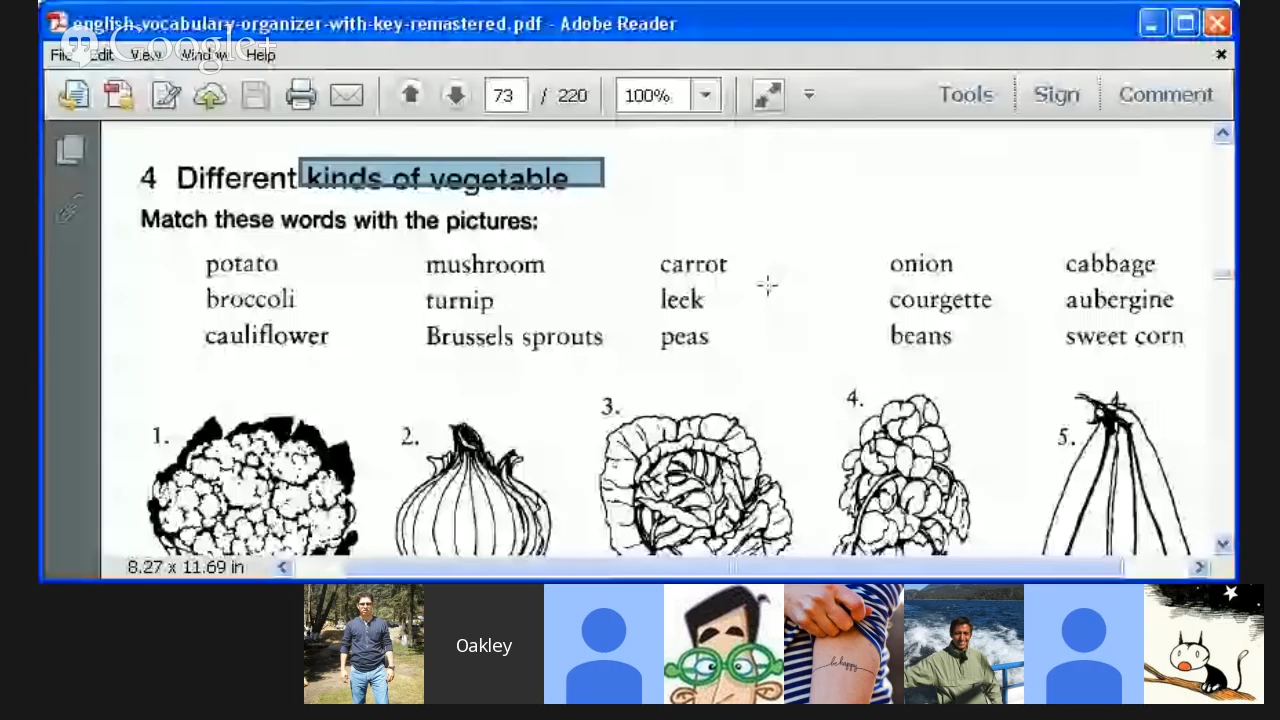 english-vocabulary-organizer-with-key-remastered.pdf - Adobe Reader
Google+
File Edit View Window Help
73 / 220 100% Tools Sign Comment
4 Different kinds of vegetable
Match these words with the pictures:
potato mushroom carrot onion cabbage
broccoli turnip leek courgette aubergine
cauliflower Brussels sprouts peas beans sweet corn
1. 2. 3. 4. 5.
8.27 x 11.69 in
Oakley
be happy